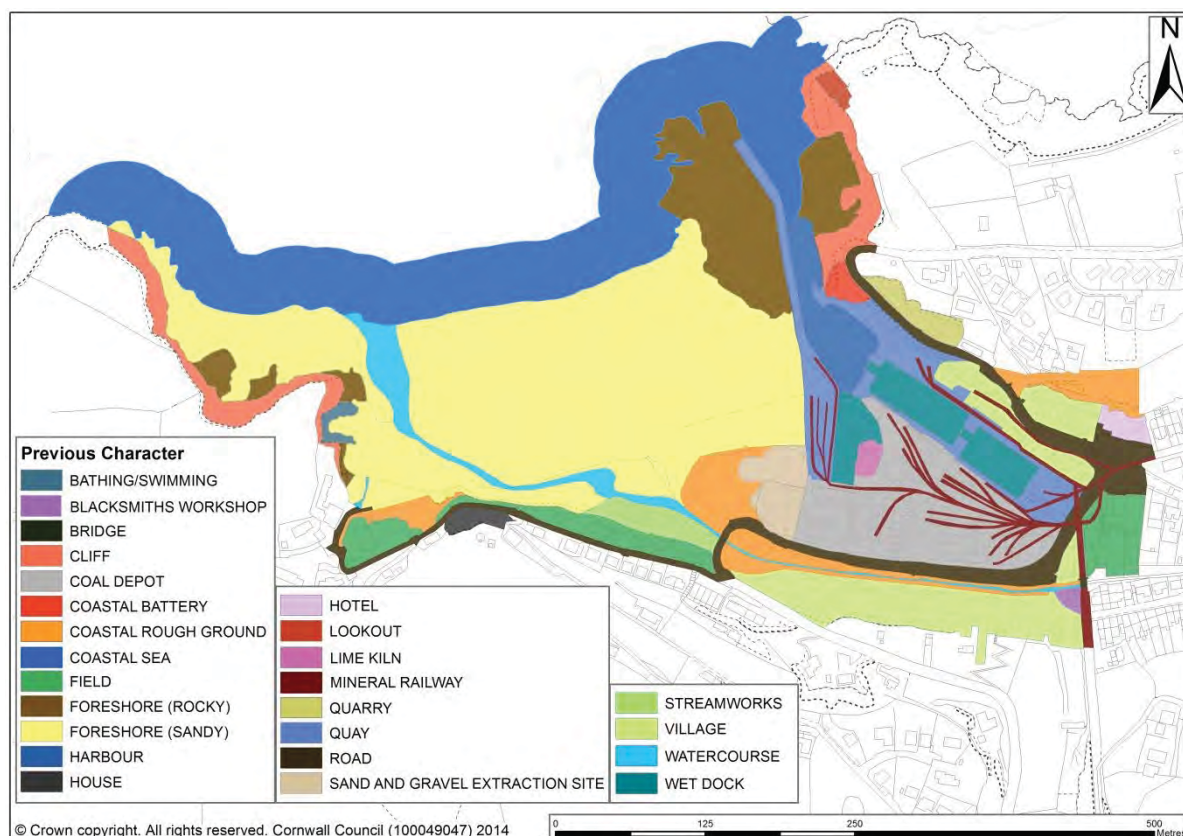 N
Previous Character
BATHING/SWIMMING
BLACKSMITHS WORKSHOP
BRIDGE
CLIFF
COAL DEPOT
COASTAL BATTERY
COASTAL ROUGH GROUND
COASTAL SEA
FIELD
FORESHORE (ROCKY)
FORESHORE (SANDY)
HARBOUR
HOUSE
HOTEL
LOOKOUT
LIME KILN
MINERAL RAILWAY
QUARRY
QUAY
ROAD
SAND AND GRAVEL EXTRACTION SITE
STREAMWORKS
VILLAGE
WATERCOURSE
WET DOCK
© Crown copyright. All rights reserved. Cornwall Council (100049047) 2014
0 125 250 500
Metres